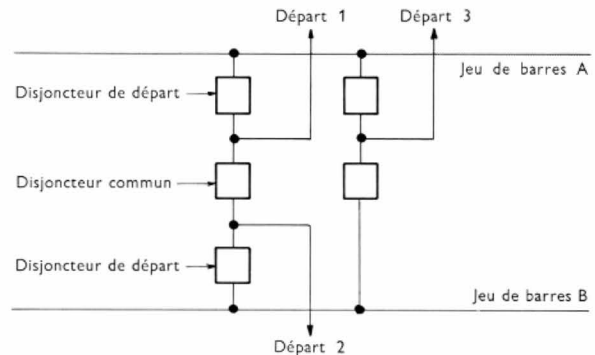 Départ 1
Départ 3
Jeu de barres A
Disjoncteur de départ
Disjoncteur commun
Disjoncteur de départ
Jeu de barres B
Départ 2